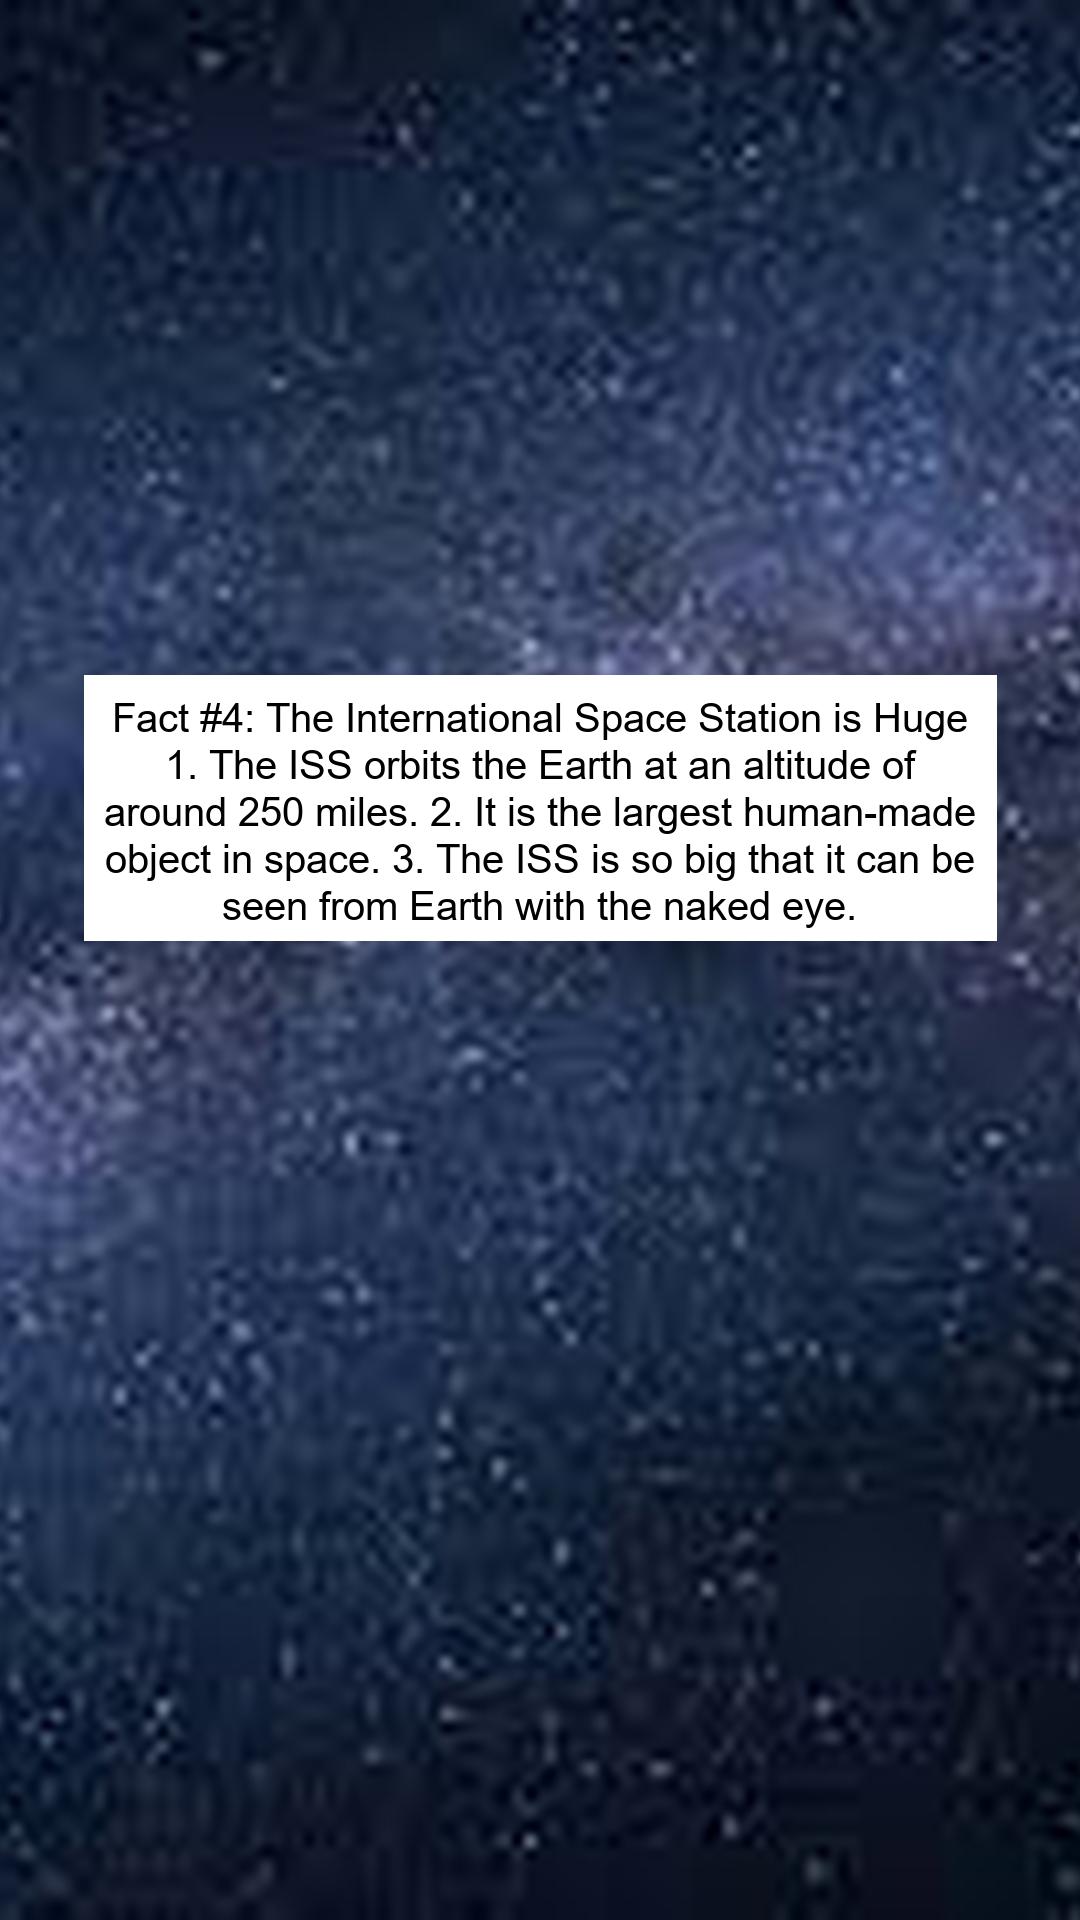 Fact #4: The International Space Station is Huge
1. The ISS orbits the Earth at an altitude of
around 250 miles. 2. It is the largest human-made
object in space. 3. The ISS is so big that it can be
seen from Earth with the naked eye.